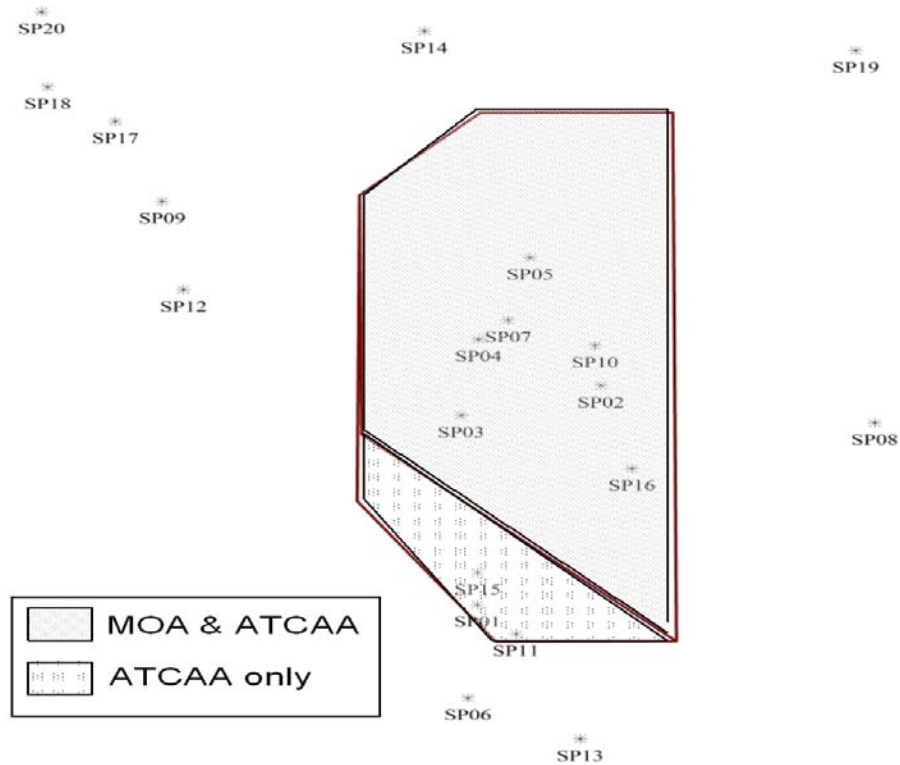 SP20
SP14
SP19
SP18
SP17
SP09
SP05
SP12
SP07
SP04
SP10
SP02
SP03
SP08
SP16
SP15
MOA & ATCAA
SP01
SP11
ATCAA only
SP06
SP13